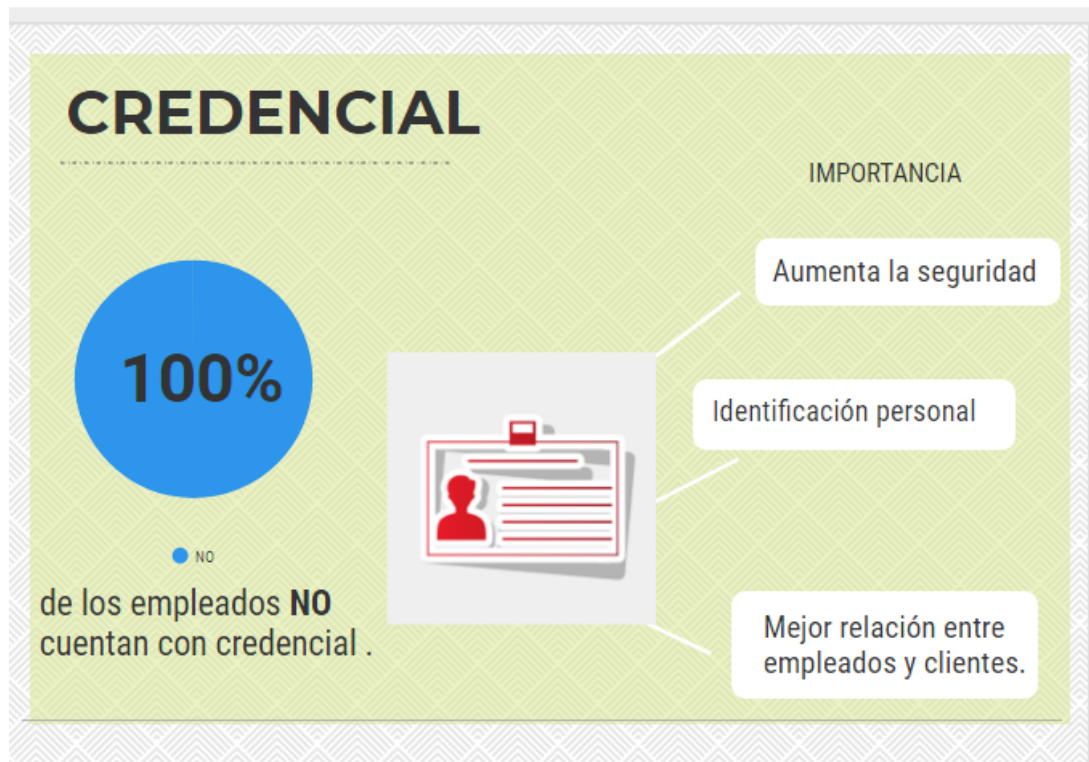 CREDENCIAL
100%
NO
de los empleados NO
cuentan con credencial .
IMPORTANCIA
Aumenta la seguridad
Identificación personal
Mejor relación entre
empleados y clientes.